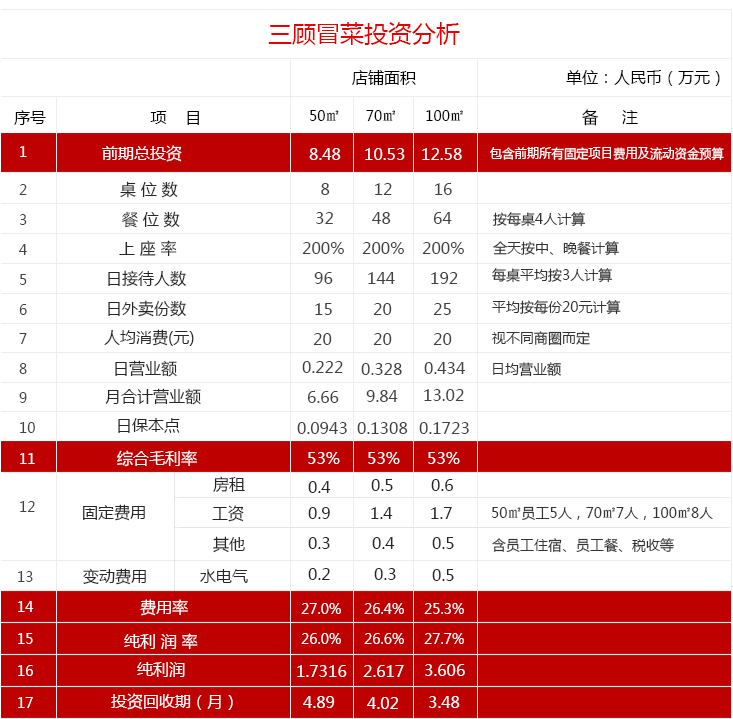 三顾冒菜投资分析
店铺面积 单位：人民币（万元）
序号 项 目 50㎡ 70㎡ 100㎡ 备 注
1 前期总投资 8.48 10.53 12.58 包含前期所有固定项目费用及流动资金预算
2 桌 位 数 8 12 16
3 餐 位 数 32 48 64 按每桌4人计算
4 上 座 率 200% 200% 200% 全天按中、晚餐计算
5 日接待人数 96 144 192 每桌平均按3人计算
6 日外卖份数 15 20 25 平均按每份20元计算
7 人均消费(元) 20 20 20 视不同商圈而定
8 日营业额 0.222 0.328 0.434 日均营业额
9 月合计营业额 6.66 9.84 13.02
10 日保本点 0.0943 0.1308 0.1723
11 综合毛利率 53% 53% 53%
12 固定费用 房租 0.4 0.5 0.6
工资 0.9 1.4 1.7 50㎡员工5人，70㎡7人，100㎡8人
其他 0.3 0.4 0.5 含员工住宿、员工餐、税收等
13 变动费用 水电气 0.2 0.3 0.5
14 费用率 27.0% 26.4% 25.3%
15 纯利 润 率 26.0% 26.6% 27.7%
16 纯利润 1.7316 2.617 3.606
17 投资回收期（月） 4.89 4.02 3.48